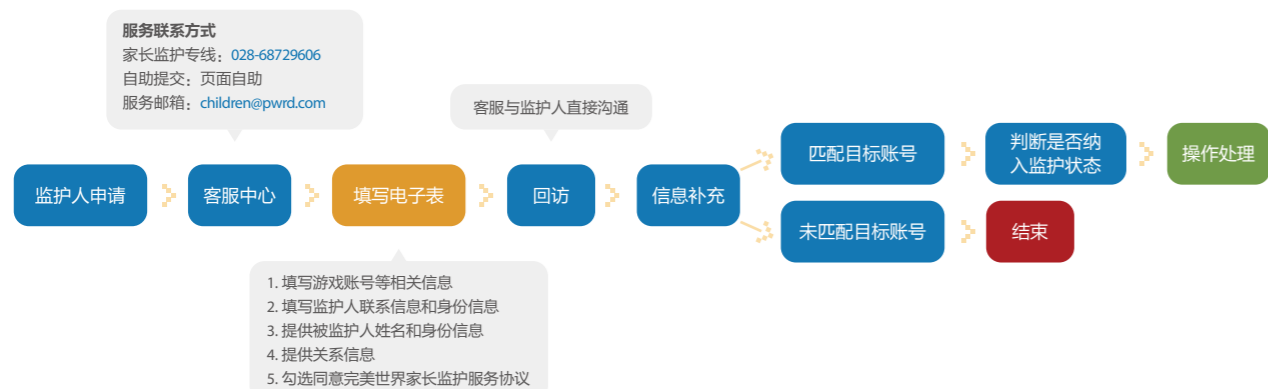 服务联系方式
家长监护专线：028-68729606
自助提交：页面自助
服务邮箱：children@pwrd.com
客服与监护人直接沟通
监护人申请
客服中心
填写电子表
回访
信息补充
匹配目标账号
判断是否纳
入监护状态
操作处理
未匹配目标账号
结束
1. 填写游戏账号等相关信息
2. 填写监护人联系信息和身份信息
3. 提供被监护人姓名和身份信息
4. 提供关系信息
5. 勾选同意完美世界家长监护服务协议